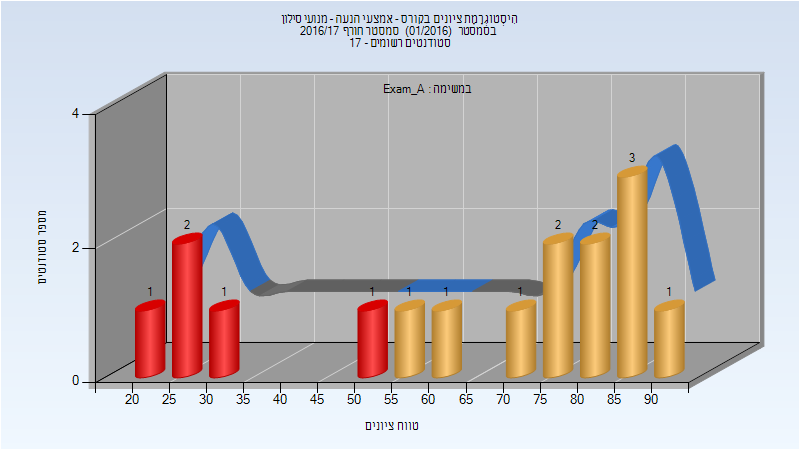 היסטוגרמת ציונים בקורס - אמצעי הנעה - מנועי סילון
בסמסטר (01/2016) סמסטר חורף 2016/17
סטודנטים רשומים - 17
במשימה : Exam_A
מספר סטודנטים
4
2
0
1
2
1
1
1
1
1
2
2
3
1
20 25 30 35 40 45 50 55 60 65 70 75 80 85 90
טווח ציונים